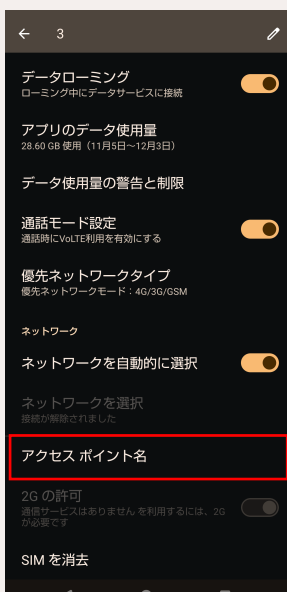 3
データローミング
ローミング中にデータサービスに接続
アプリのデータ使用量
28.60 GB 使用（11月5日～12月3日）
データ使用量の警告と制限
通話モード設定
通話時にVoLTE利用を有効にする
優先ネットワークタイプ
優先ネットワークモード：4G/3G/GSM
ネットワーク
ネットワークを自動的に選択
ネットワークを選択
接続が解除されました
アクセス ポイント名
2G の許可
通信サービスはありません を利用するには、2G
が必要です
SIM を消去